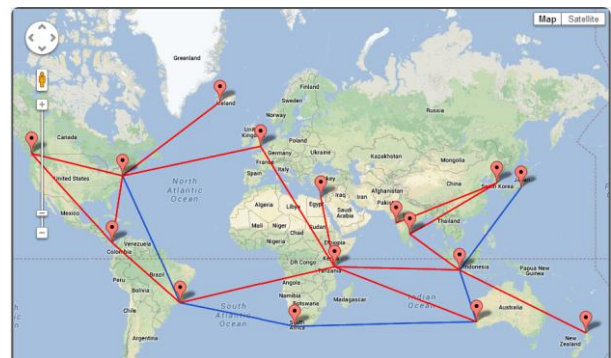 Map Satellite
Greenland
Iceland
Finland
Sweden
Norway
Russia
Canada
United Kingdom
Poland
Germany
Ukraine
France
Kazakhstan
Mongolia
Spain
Italy
United States
North Atlantic Ocean
Iraq
Afghanistan
China
South Korea
Pakistan
Algeria
Libya
Egypt
Saudi Arabia
Mexico
Mali
Niger
Sudan
Chad
Thailand
Nigeria
Ethiopia
Venezuela
Colombia
DR Congo
Kenya
Tanzania
Indonesia
Papua New Guinea
Peru
Brazil
Angola
Bolivia
Namibia
Botswana
Madagascar
Indian Ocean
Australia
Chile
South Atlantic Ocean
South Africa
Argentina
New Zealand